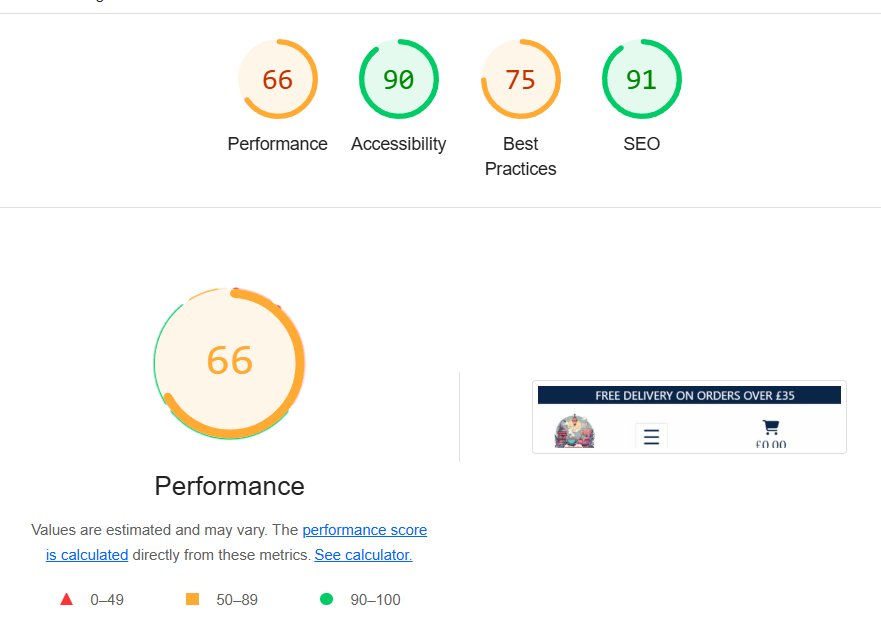 66
90
75
91
Performance
Accessibility
Best
Practices
SEO
66
Performance
Values are estimated and may vary. The performance score
is calculated directly from these metrics. See calculator.
0–49
50–89
90–100
FREE DELIVERY ON ORDERS OVER £35
£0.00